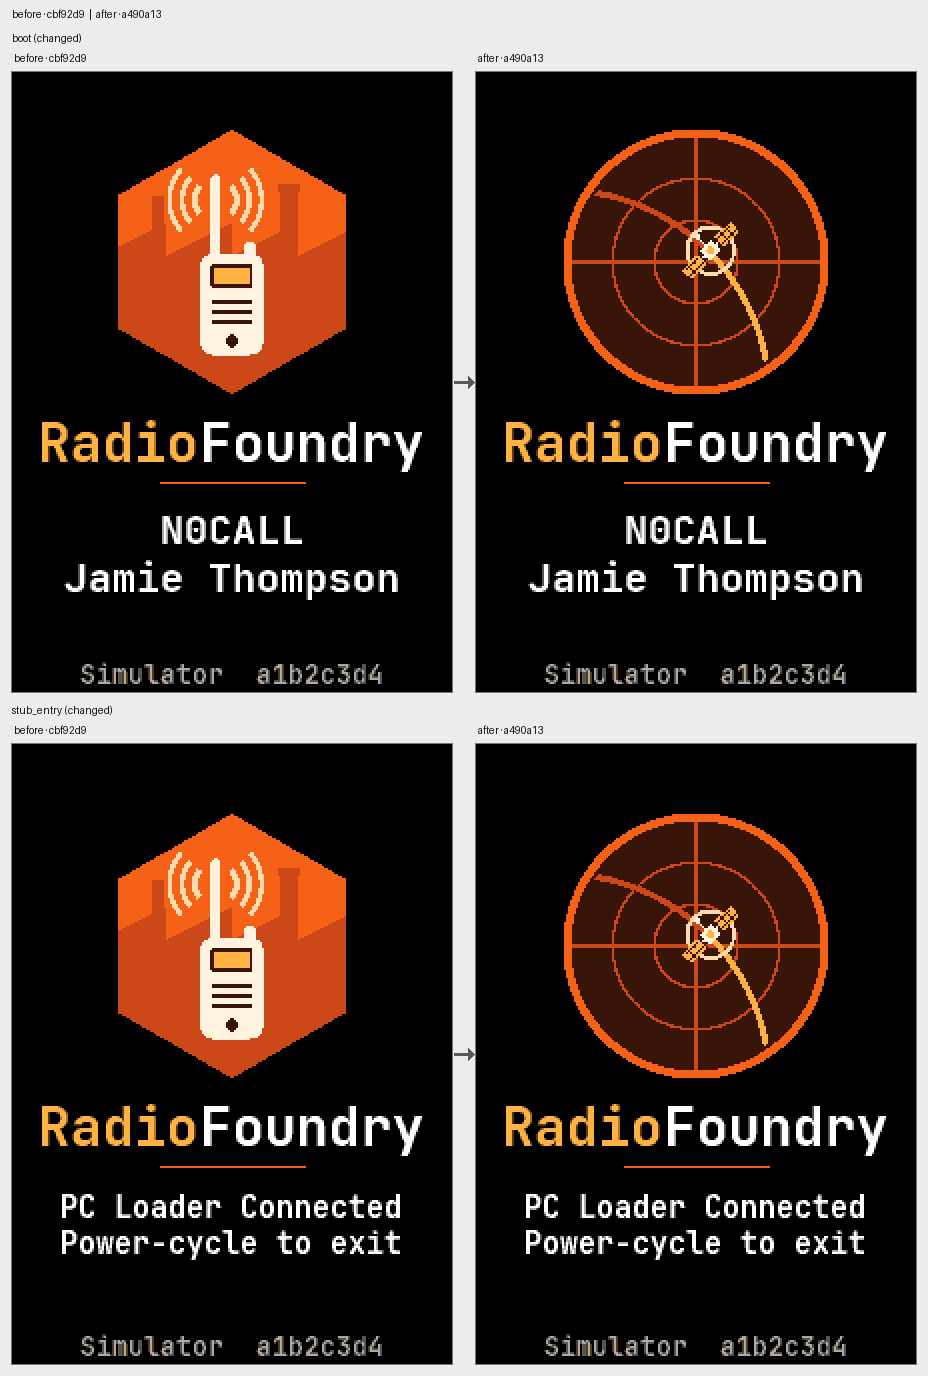 before · cbf92d9 | after · a490a13
boot (changed)
before · cbf92d9
after · a490a13
RadioFoundry
N0CALL
Jamie Thompson
Simulator a1b2c3d4
RadioFoundry
N0CALL
Jamie Thompson
Simulator a1b2c3d4
stub_entry (changed)
before · cbf92d9
after · a490a13
RadioFoundry
PC Loader Connected
Power-cycle to exit
Simulator a1b2c3d4
RadioFoundry
PC Loader Connected
Power-cycle to exit
Simulator a1b2c3d4